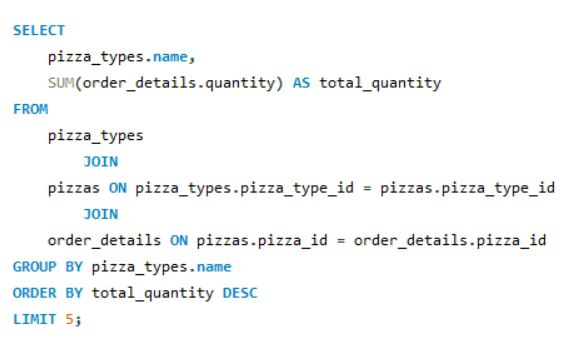 SELECT
    pizza_types.name,
    SUM(order_details.quantity) AS total_quantity
FROM
    pizza_types
        JOIN
    pizzas ON pizza_types.pizza_type_id = pizzas.pizza_type_id
        JOIN
    order_details ON pizzas.pizza_id = order_details.pizza_id
GROUP BY pizza_types.name
ORDER BY total_quantity DESC
LIMIT 5;